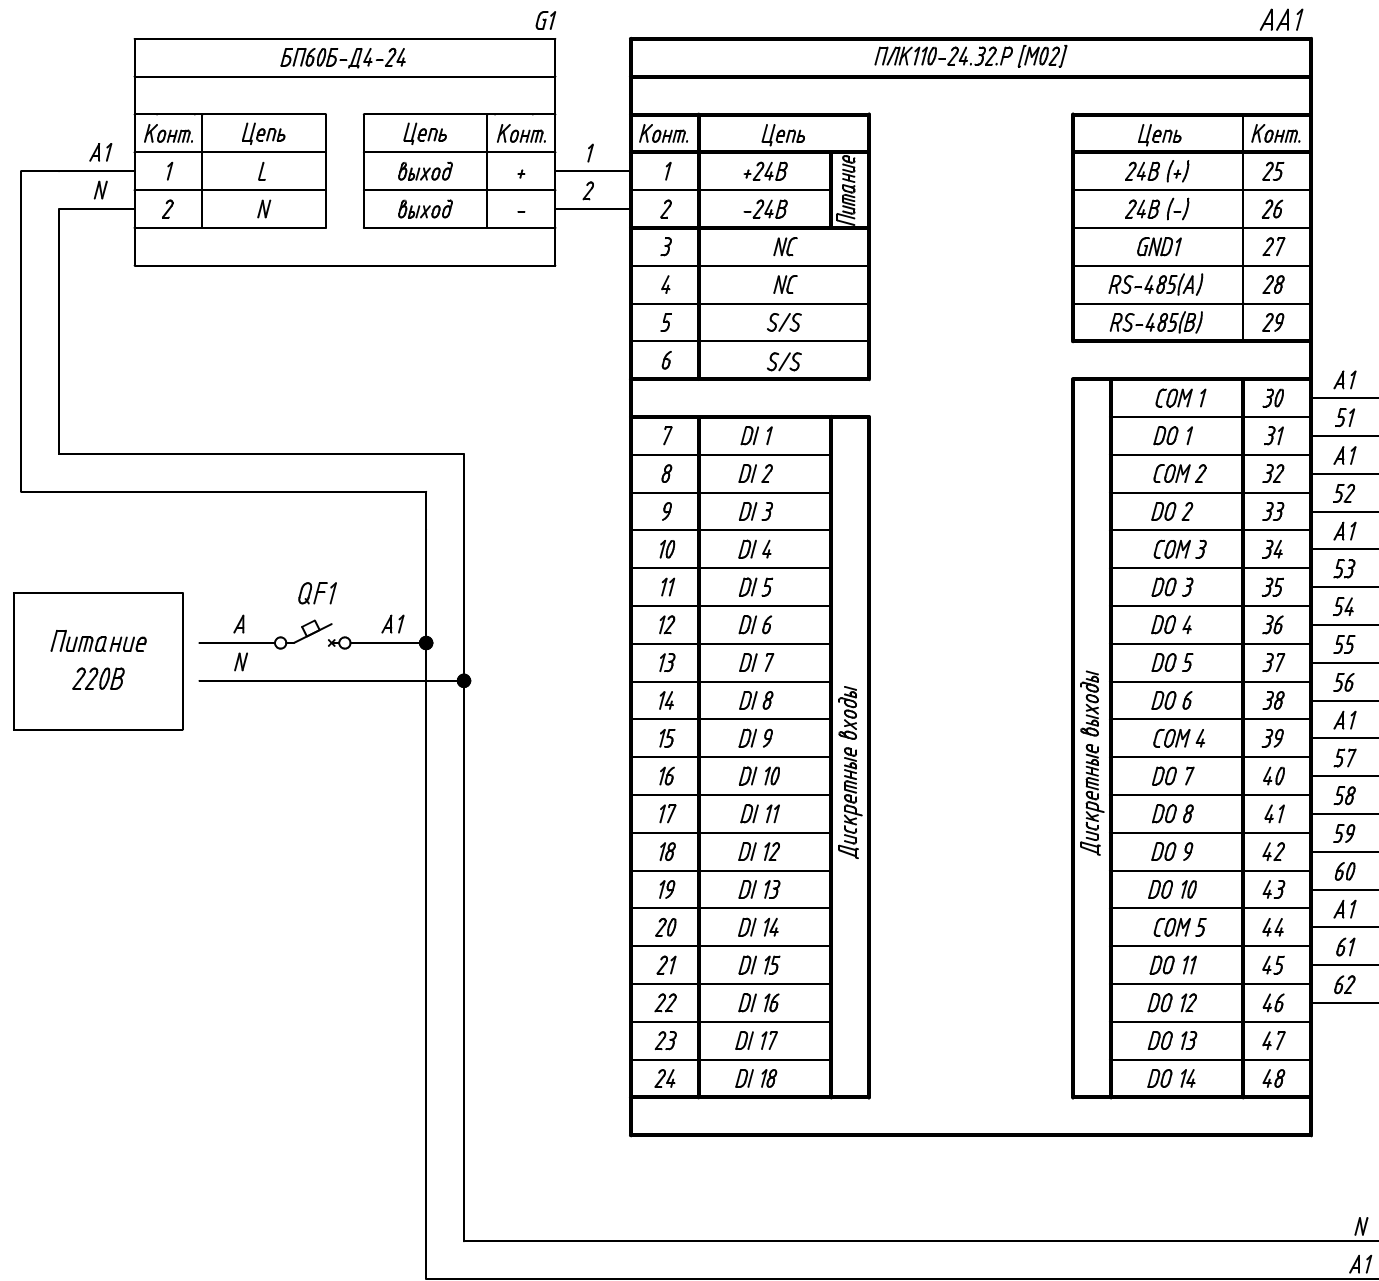 G1
БП60Б-Д4-24
Конт. Цепь Цепь Конт.
1 L выход +
2 N выход -
A1
N
1
2
AA1
ПЛК110-24.32.Р [М02]
Конт. Цепь
1 +24В
2 -24В
Питание
3 NC
4 NC
5 S/S
6 S/S
7 DI 1
8 DI 2
9 DI 3
10 DI 4
11 DI 5
12 DI 6
13 DI 7
14 DI 8
15 DI 9
16 DI 10
17 DI 11
18 DI 12
19 DI 13
20 DI 14
21 DI 15
22 DI 16
23 DI 17
24 DI 18
Дискретные входы
Цепь Конт.
24В (+) 25
24В (-) 26
GND1 27
RS-485(A) 28
RS-485(B) 29
Дискретные выходы
COM 1 30 A1
DO 1 31 51
COM 2 32 A1
DO 2 33 52
COM 3 34 A1
DO 3 35 53
DO 4 36 54
DO 5 37 55
DO 6 38 56
COM 4 39 A1
DO 7 40 57
DO 8 41 58
DO 9 42 59
DO 10 43 60
COM 5 44 A1
DO 11 45 61
DO 12 46 62
DO 13 47
DO 14 48
Питание
220В
QF1
A A1
N
N
A1